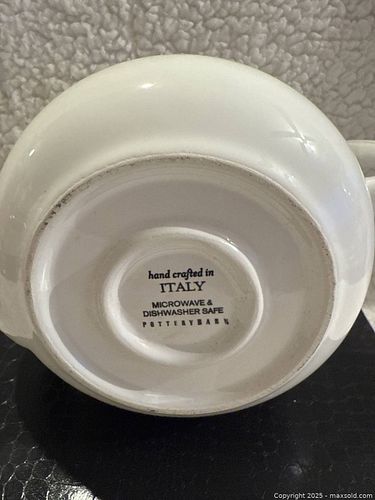 hand crafted in
ITALY
MICROWAVE &
DISHWASHER SAFE
POTTERYBARN
Copyright 2025 - maxsold.com